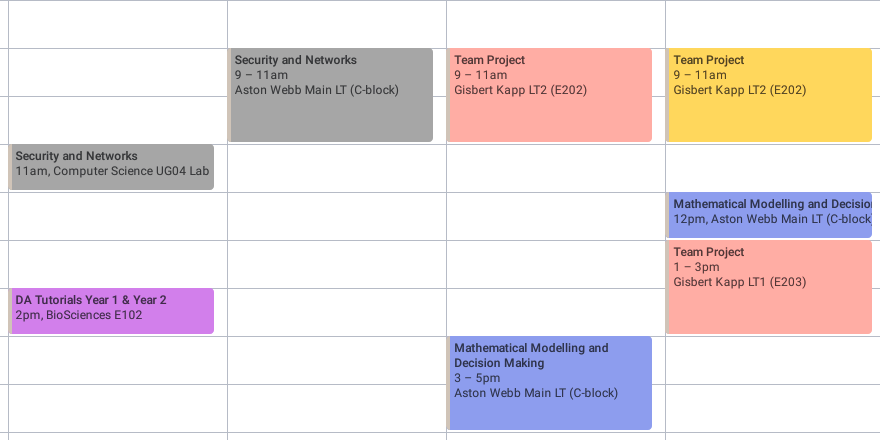 Security and Networks
11am, Computer Science UG04 Lab
DA Tutorials Year 1 & Year 2
2pm, BioSciences E102
Security and Networks
9 – 11am
Aston Webb Main LT (C-block)
Team Project
9 – 11am
Gisbert Kapp LT2 (E202)
Mathematical Modelling and
Decision Making
3 – 5pm
Aston Webb Main LT (C-block)
Team Project
9 – 11am
Gisbert Kapp LT2 (E202)
Mathematical Modelling and Decision
12pm, Aston Webb Main LT (C-block
Team Project
1 – 3pm
Gisbert Kapp LT1 (E203)